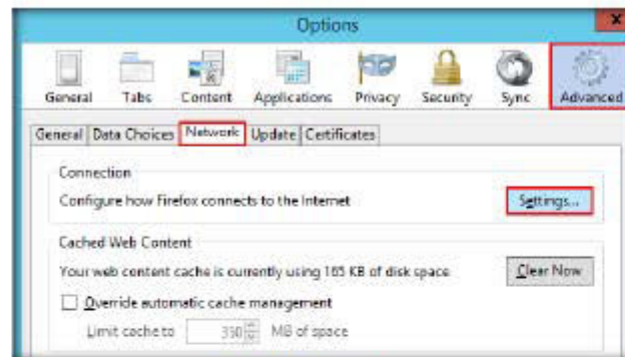 Options
x
General Tabs Content Applications Privacy Security Sync Advanced
General Data Choices Network Update Certificates
Connection
Configure how Firefox connects to the Internet Settings...
Cached Web Content
Your web content cache is currently using 165 KB of disk space Clear Now
Override automatic cache management
Limit cache to 350 MB of space